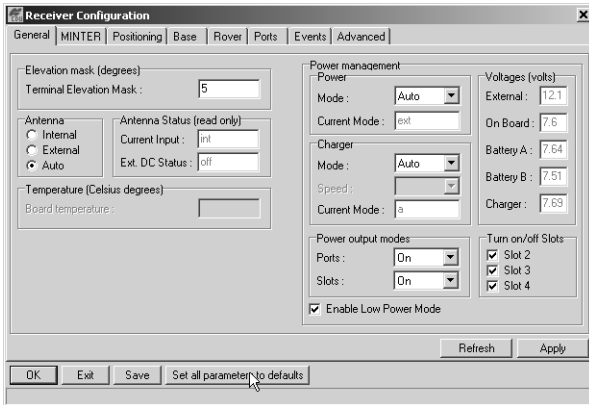 Receiver Configuration
General MINTER Positioning Base Rover Ports Events Advanced
Elevation mask (degrees)
Terminal Elevation Mask : 5
Antenna
Internal
External
Auto
Antenna Status (read only)
Current Input : int
Ext. DC Status : off
Temperature (Celsius degrees)
Board temperature :
Power management
Power
Mode : Auto
Current Mode : ext
Charger
Mode : Auto
Speed :
Current Mode : a
Voltages (volts)
External : 12.1
On Board : 7.6
Battery A : 7.64
Battery B : 7.51
Charger : 7.69
Power output modes
Ports : On
Slots : On
Turn on/off Slots
Slot 2
Slot 3
Slot 4
Enable Low Power Mode
Refresh Apply
OK Exit Save Set all parameters to defaults